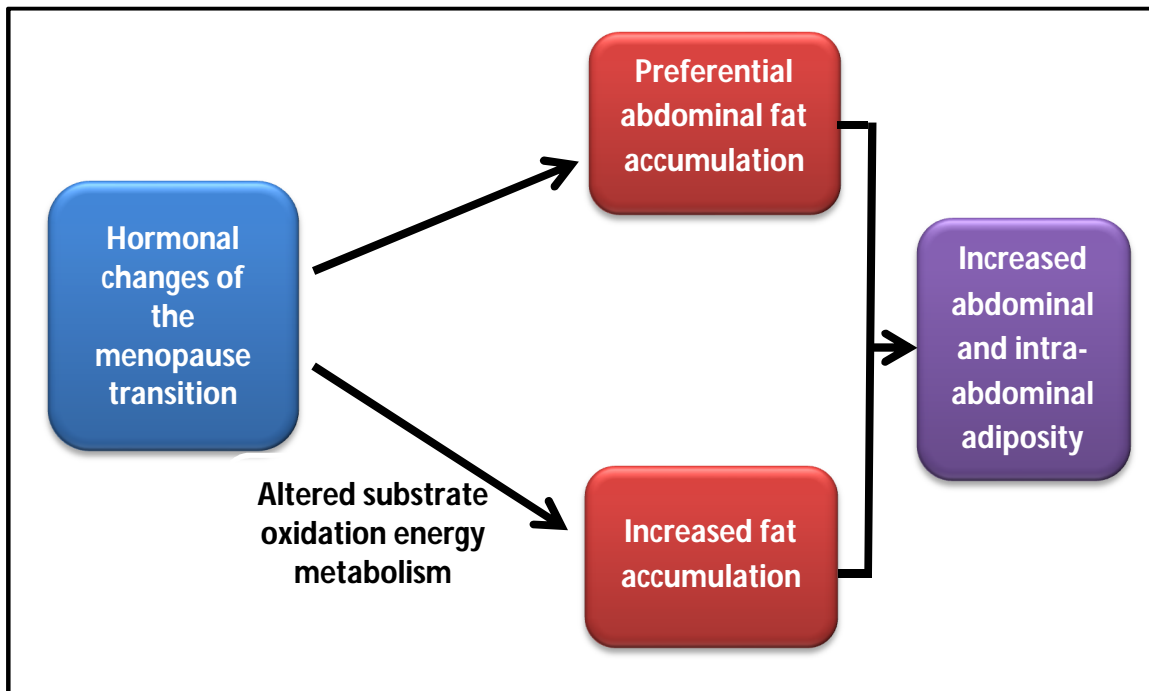 Hormonal
changes of
the
menopause
transition
Preferential
abdominal fat
accumulation
Altered substrate
oxidation energy
metabolism
Increased fat
accumulation
Increased
abdominal
and intra-
abdominal
adiposity